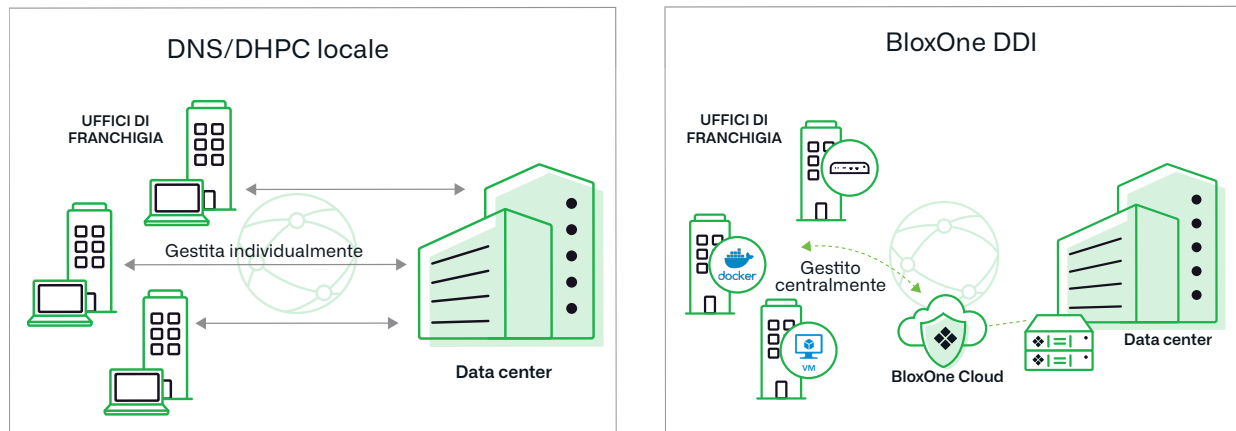 DNS/DHPC locale
UFFICI DI
FRANCHIGIA
Gestita individualmente
Data center
BloxOne DDI
UFFICI DI
FRANCHIGIA
docker
Gestito
centralmente
VM
BloxOne Cloud
Data center